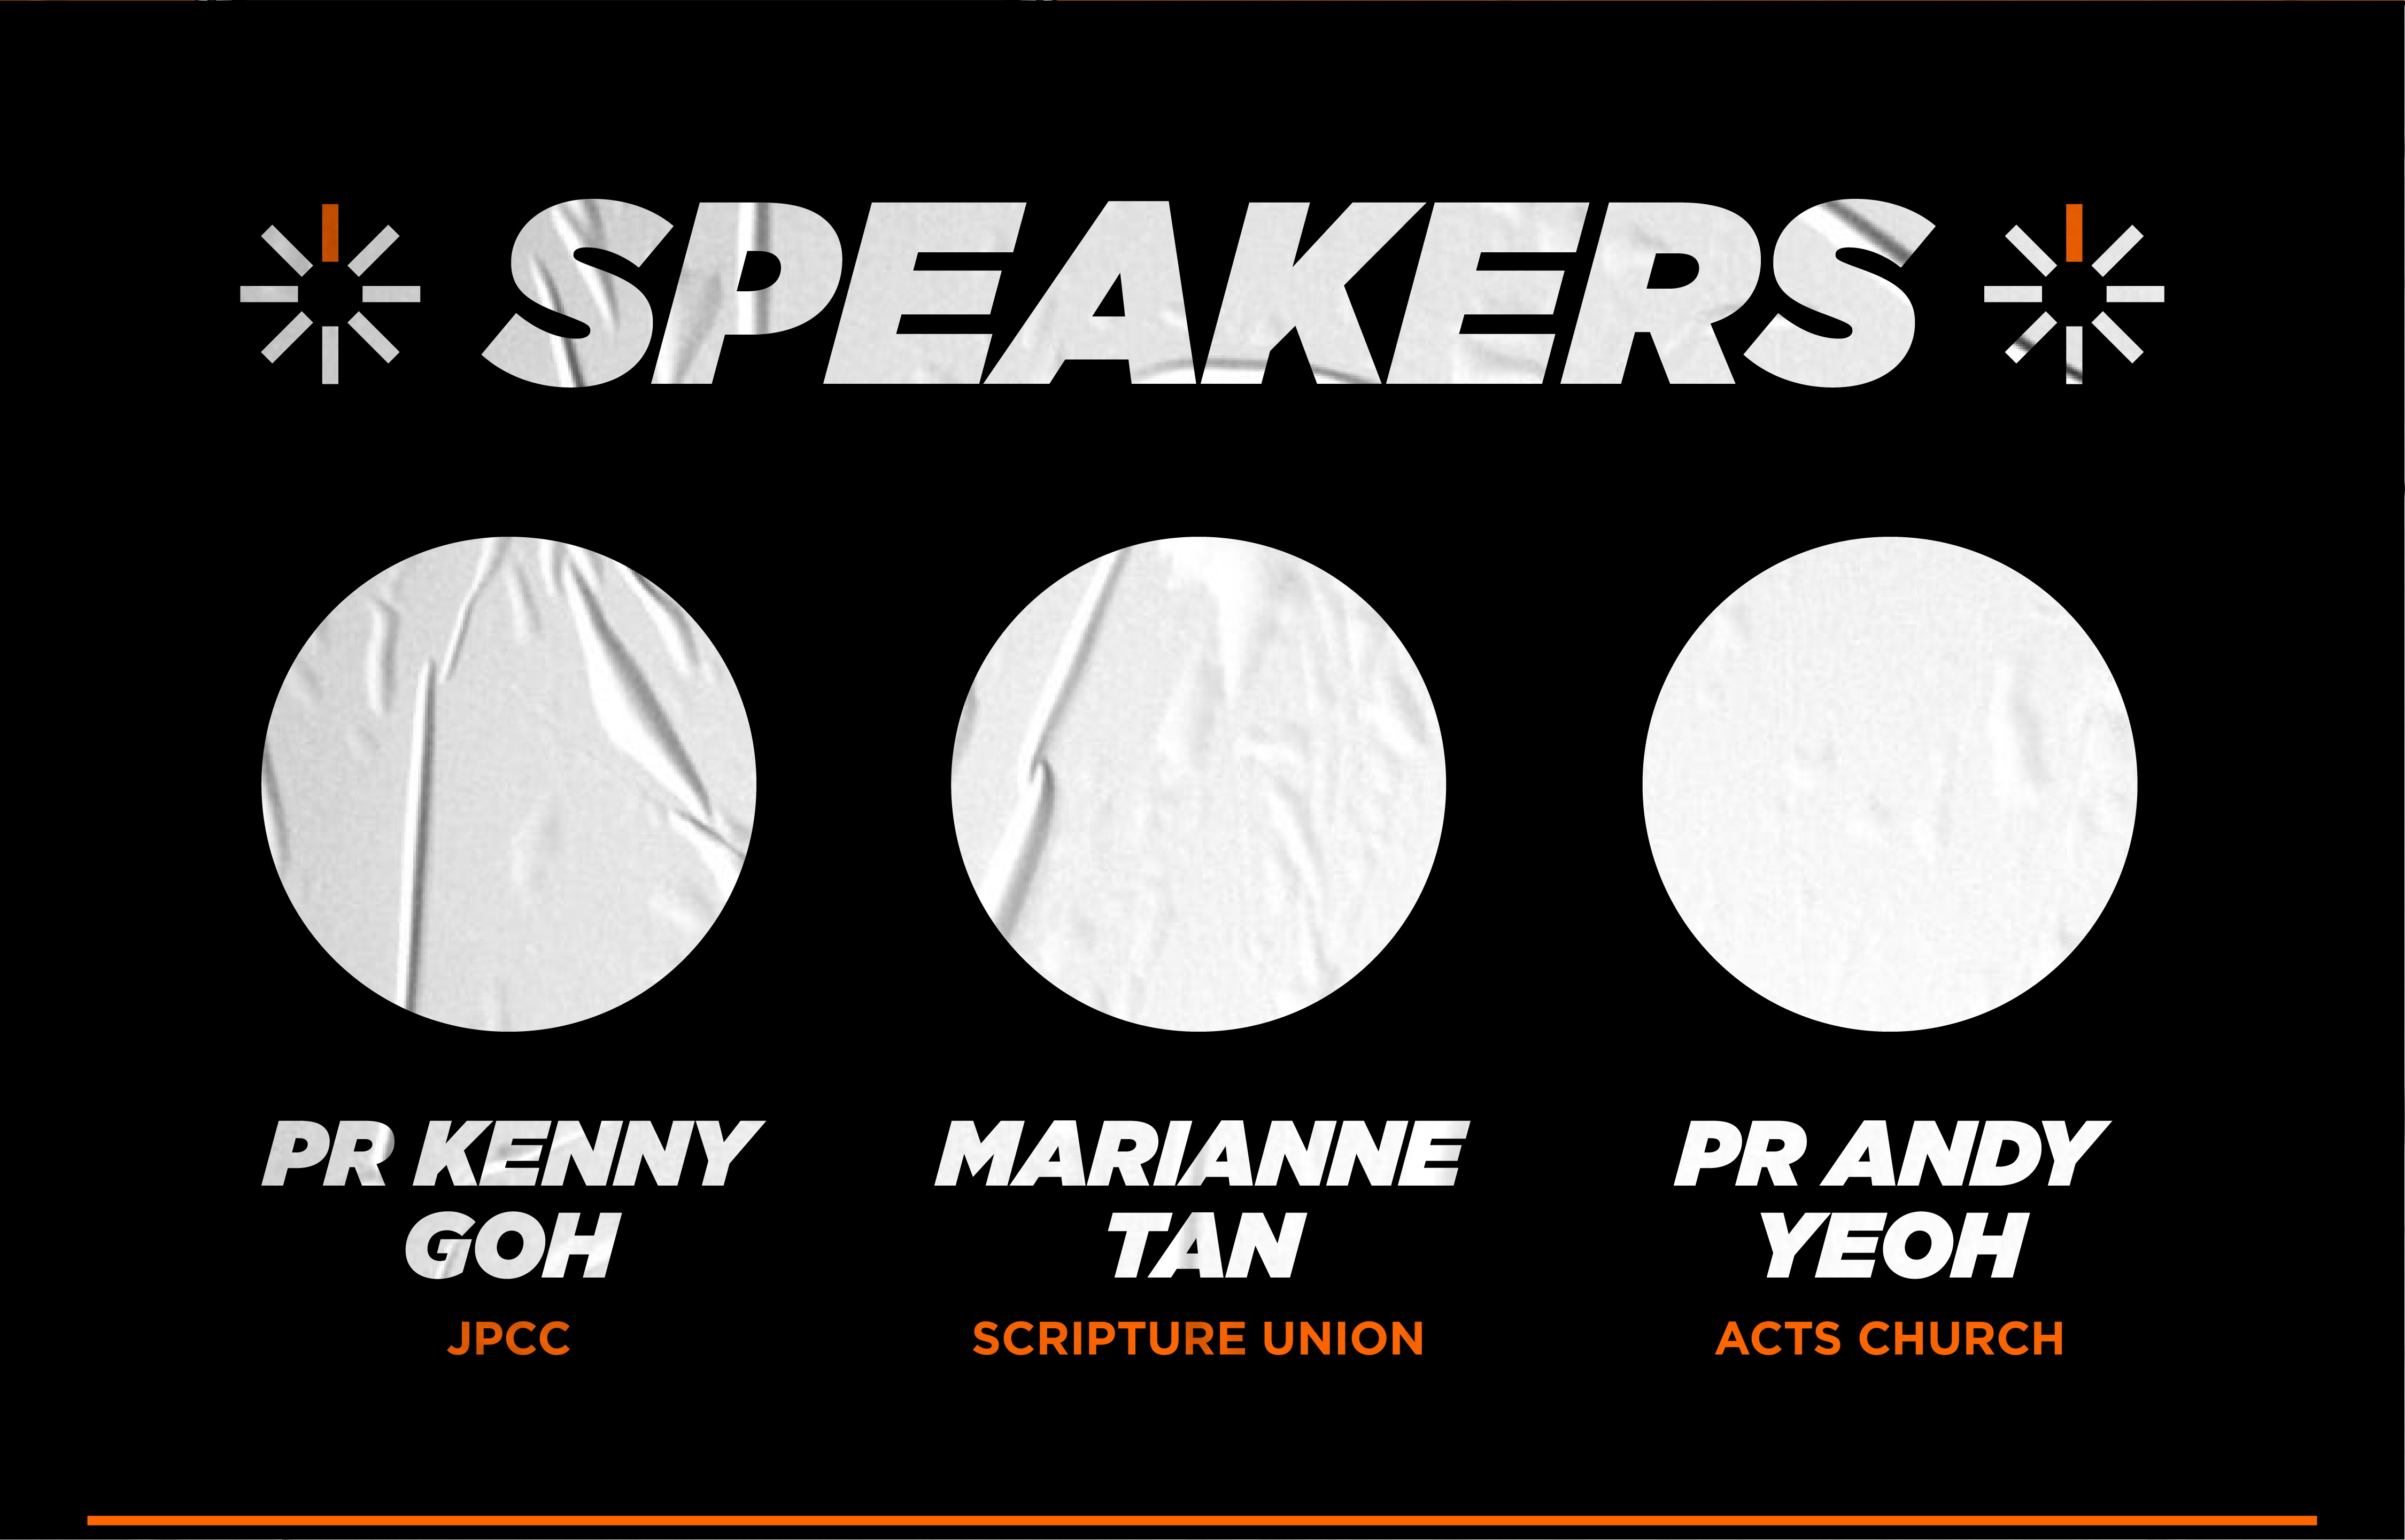 SPEAKERS
PR KENNY
GOH
JPCC
MARIANNE
TAN
SCRIPTURE UNION
PR ANDY
YEOH
ACTS CHURCH